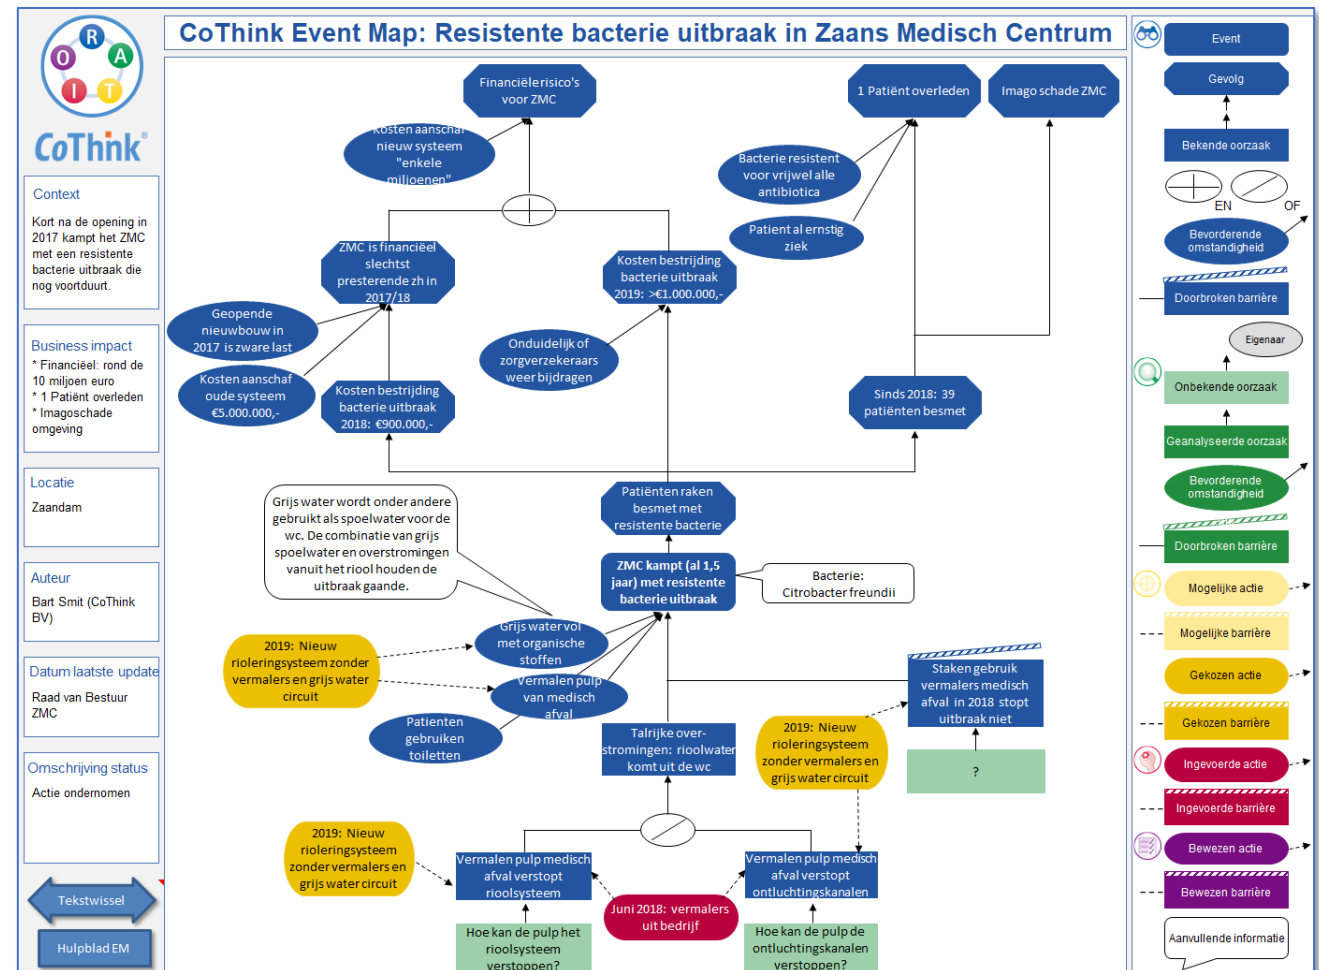 CoThink Event Map: Resistente bacterie uitbraak in Zaans Medisch Centrum
O
R
A
I
T
CoThink®
Context
Kort na de opening in
2017 kampt het ZMC
met een resistente
bacterie uitbraak die
nog voortduurt.
Business impact
* Financiëel: rond de
10 miljoen euro
* 1 Patiënt overleden
* Imagoschade
omgeving
Locatie
Zaandam
Auteur
Bart Smit (CoThink
BV)
Datum laatste update
Raad van Bestuur
ZMC
Omschrijving status
Actie ondernomen
Tekstwissel
Hulpblad EM
Financiële risico's
voor ZMC
1 Patiënt overleden
Imago schade ZMC
Kosten aanschaf
nieuw systeem
"enkele
miljoenen"
Bacterie resistent
voor vrijwel alle
antibiotica
Patient al ernstig
ziek
ZMC is financiëel
slechtst
presterende zh in
2017/18
Kosten bestrijding
bacterie uitbraak
2019: >€1.000.000,-
Geopende
nieuwbouw in
2017 is zware last
Onduidelijk of
zorgverzekeraars
weer bijdragen
Kosten aanschaf
oude systeem
€5.000.000,-
Kosten bestrijding
bacterie uitbraak
2018: €900.000,-
Sinds 2018: 39
patiënten besmet
Grijs water wordt onder andere
gebruikt als spoelwater voor de
wc. De combinatie van grijs
spoelwater en overstromingen
vanuit het riool houden de
uitbraak gaande.
Patiënten raken
besmet met
resistente bacterie
ZMC kampt (al 1,5
jaar) met resistente
bacterie uitbraak
Bacterie:
Citrobacter freundii
Grijs water vol
met organische
stoffen
2019: Nieuw
rioleringsysteem zonder
vermalers en grijs water
circuit
Vermalen pulp
van medisch
afval
Patienten
gebruiken
toiletten
Staken gebruik
vermalers medisch
afval in 2018 stopt
uitbraak niet
Talrijke over-
stromingen: rioolwater
komt uit de wc
2019: Nieuw
rioleringsysteem
zonder vermalers en
grijs water circuit
?
2019: Nieuw
rioleringsysteem
zonder vermalers en
grijs water circuit
Vermalen pulp medisch
afval verstopt
rioolsysteem
Vermalen pulp medisch
afval verstopt
ontluchtingskanalen
Juni 2018: vermalers
uit bedrijf
Hoe kan de pulp het
rioolsysteem
verstoppen?
Hoe kan de pulp de
ontluchtingskanalen
verstoppen?
Event
Gevolg
Bekende oorzaak
EN
OF
Bevorderende
omstandigheid
Doorbroken barrière
Eigenaar
Onbekende oorzaak
Geanalyseerde oorzaak
Bevorderende
omstandigheid
Doorbroken barrière
Mogelijke actie
Mogelijke barrière
Gekozen actie
Gekozen barrière
Ingevoerde actie
Ingevoerde barrière
Bewezen actie
Bewezen barrière
Aanvullende informatie